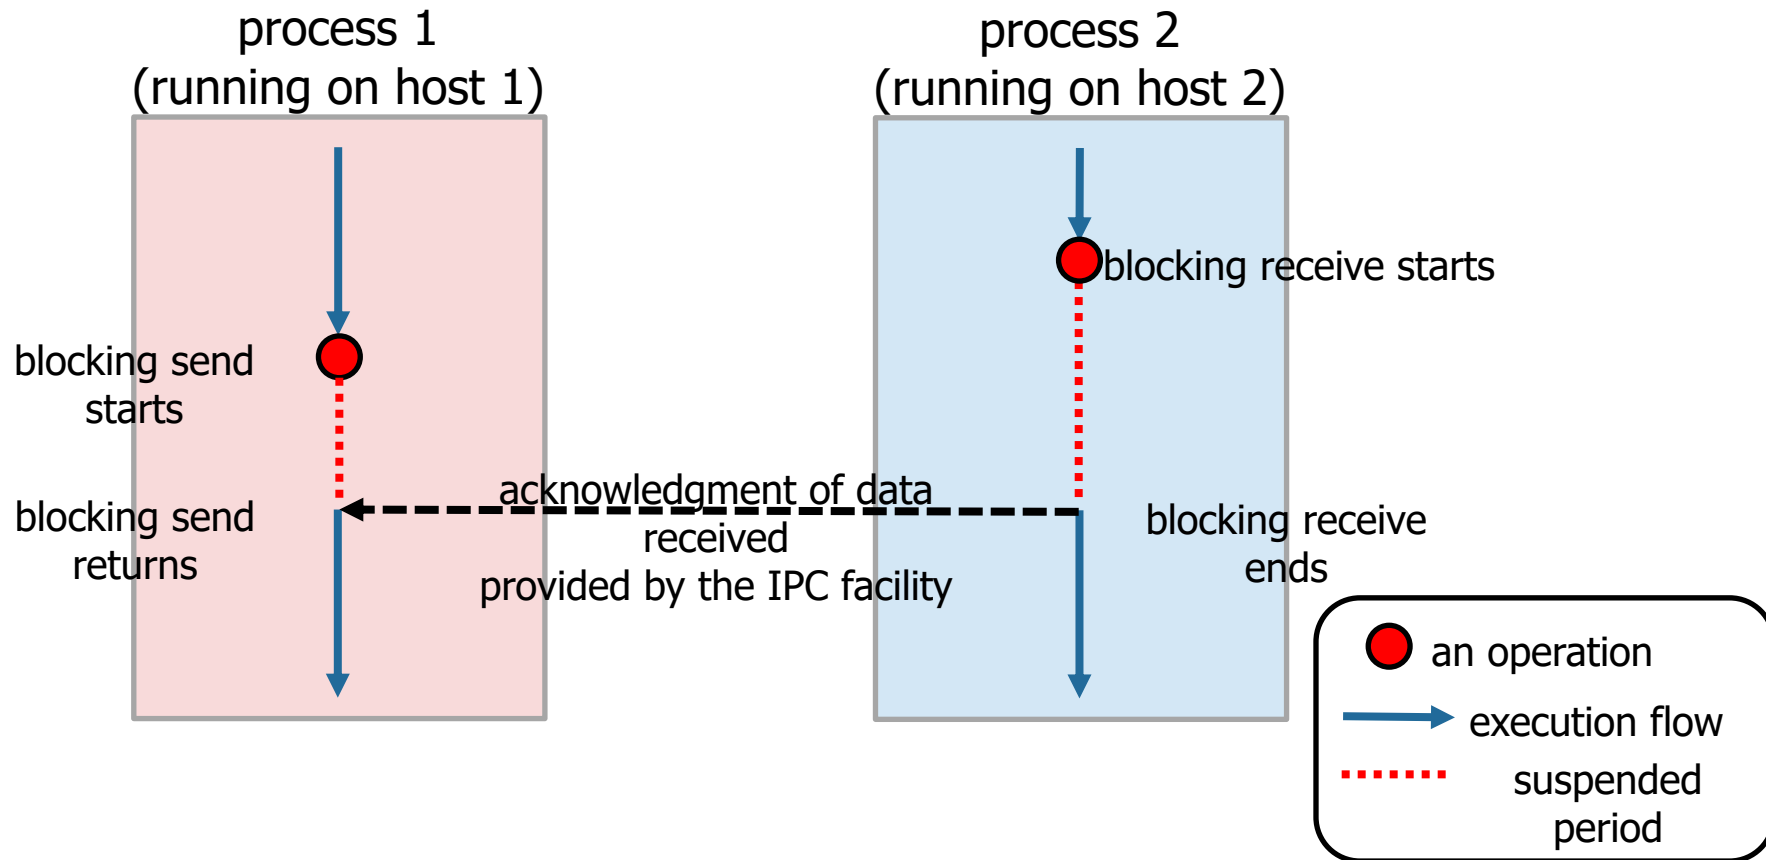 process 1
(running on host 1)
process 2
(running on host 2)
blocking receive starts
blocking send
starts
acknowledgment of data
received
provided by the IPC facility
blocking send
returns
blocking receive
ends
an operation
execution flow
suspended
period